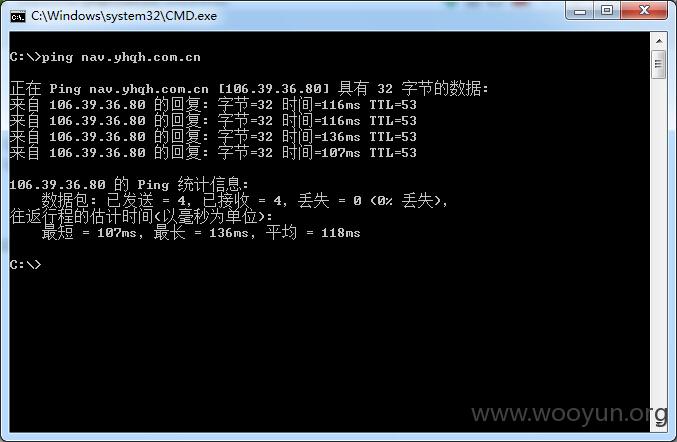 C:\Windows\system32\CMD.exe
C:\>ping nav.yhqh.com.cn
正在 Ping nav.yhqh.com.cn [106.39.36.80] 具有 32 字节的数据:
来自 106.39.36.80 的回复: 字节=32 时间=116ms TTL=53
来自 106.39.36.80 的回复: 字节=32 时间=116ms TTL=53
来自 106.39.36.80 的回复: 字节=32 时间=136ms TTL=53
来自 106.39.36.80 的回复: 字节=32 时间=107ms TTL=53
106.39.36.80 的 Ping 统计信息:
数据包: 已发送 = 4, 已接收 = 4, 丢失 = 0 (0% 丢失),
往返行程的估计时间(以毫秒为单位):
最短 = 107ms, 最长 = 136ms, 平均 = 118ms
C:\>
www.wooyun.org